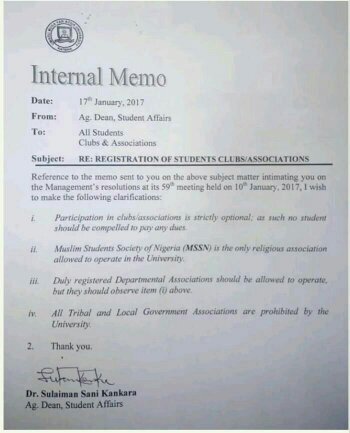 Internal Memo
Date: 17th January, 2017
From: Ag. Dean, Student Affairs
To: All Students
Clubs & Associations
Subject: RE: REGISTRATION OF STUDENTS CLUBS/ASSOCIATIONS
Reference to the memo sent to you on the above subject matter intimating you on
the Management's resolutions at its 59th meeting held on 10th January, 2017, I wish
to make the following clarifications:
i. Participation in clubs/associations is strictly optional; as such no student
should be compelled to pay any dues.
ii. Muslim Students Society of Nigeria (MSSN) is the only religious association
allowed to operate in the University.
iii. Duly registered Departmental Associations should be allowed to operate,
but they should observe item (i) above.
iv. All Tribal and Local Government Associations are prohibited by the
University.
2. Thank you.
Dr. Sulaiman Sani Kankara
Ag. Dean, Student Affairs